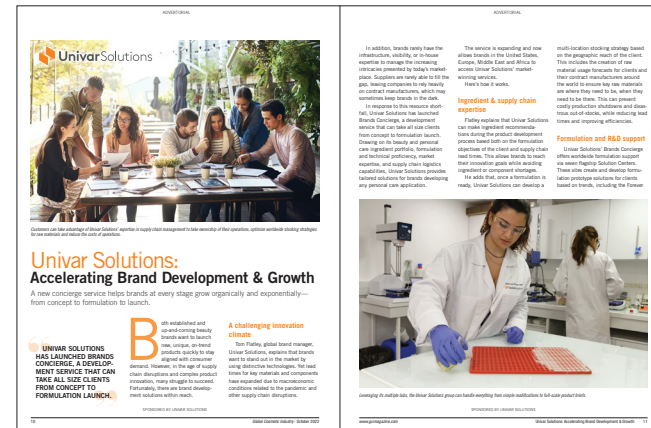 ADVERTORIAL
UnivarSolutions
Customers can take advantage of Univar Solutions' expertise in supply chain management to take ownership of their operations, optimize worldwide stocking strategies
for raw materials and reduce the costs of operations.
Univar Solutions:
Accelerating Brand Development & Growth
A new concierge service helps brands at every stage grow organically and exponentially—
from concept to formulation to launch.
UNIVAR SOLUTIONS
HAS LAUNCHED BRANDS
CONCIERGE, A DEVELOP-
MENT SERVICE THAT CAN
TAKE ALL SIZE CLIENTS
FROM CONCEPT TO
FORMULATION LAUNCH.
Both established and
up-and-coming beauty
brands want to launch
new, unique, on-trend
products quickly to stay
aligned with consumer
demand. However, in the age of supply
chain disruptions and complex product
innovation, many struggle to succeed.
Fortunately, there are brand develop-
ment solutions within reach.
A challenging innovation
climate
Tom Flatley, global brand manager,
Univar Solutions, explains that brands
want to stand out in the market by
using distinctive technologies. Yet lead
times for key materials and components
have expanded due to macroeconomic
conditions related to the pandemic and
other supply chain disruptions.
SPONSORED BY UNIVAR SOLUTIONS
10
Global Cosmetic Industry · October 2022
ADVERTORIAL
In addition, brands rarely have the
infrastructure, visibility, or in-house
expertise to manage the increasing
intricacies presented by today's market-
place. Suppliers are rarely able to fill the
gap, leaving companies to rely heavily
on contract manufacturers, which may
sometimes keep brands in the dark.
In response to this resource short-
fall, Univar Solutions has launched
Brands Concierge, a development
service that can take all size clients
from concept to formulation launch.
Drawing on its beauty and personal
care ingredient portfolio, formulation
and technical proficiency, market
expertise, and supply chain logistics
capabilities, Univar Solutions provides
tailored solutions for brands developing
any personal care application.
The service is expanding and now
allows brands in the United States,
Europe, Middle East and Africa to
access Univar Solutions' market-
winning services.
Here's how it works.
Ingredient & supply chain
expertise
Flatley explains that Univar Solutions
can make ingredient recommenda-
tions during the product development
process based both on the formulation
objectives of the client and supply chain
lead times. This allows brands to reach
their innovation goals while avoiding
ingredient or component shortages.
He adds that, once a formulation is
ready, Univar Solutions can develop a
multi-location stocking strategy based
on the geographic reach of the client.
This includes the creation of raw
material usage forecasts for clients and
their contract manufacturers around
the world to ensure key raw materials
are where they need to be, when they
need to be there. This can prevent
costly production shutdowns and disas-
trous out-of-stocks, while reducing lead
times and improving efficiencies.
Formulation and R&D support
Univar Solutions' Brands Concierge
offers worldwide formulation support
via seven flagship Solution Centers.
These sites create and develop formu-
lation prototype solutions for clients
based on trends, including the Forever
Leveraging its multiple labs, the Univar Solutions group can handle everything from simple modifications to full-scale product briefs.
SPONSORED BY UNIVAR SOLUTIONS
www.gcimagazine.com
Univar Solutions: Accelerating Brand Development & Growth
11